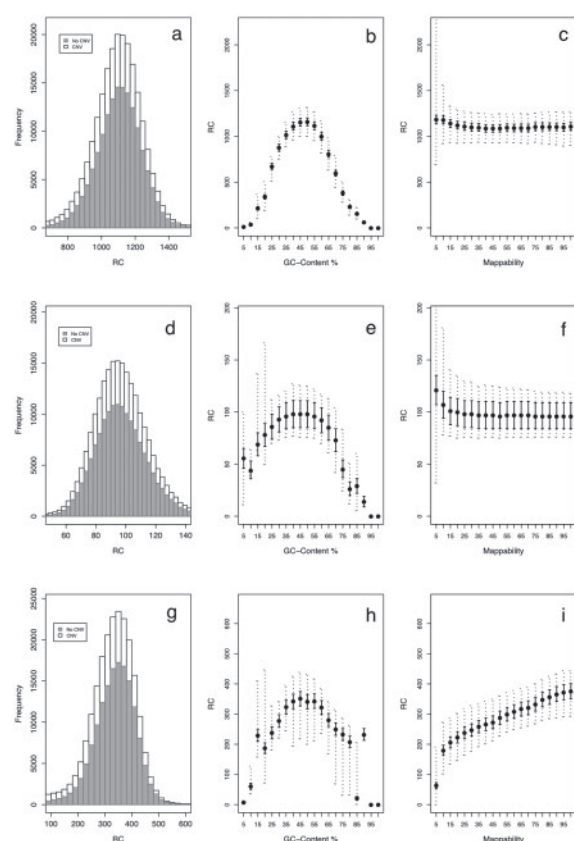 a
No CNV
CNV
Frequency
0 5000 10000 15000 20000
800 1000 1200 1400
RC
b
RC
0 500 1000 1500 2000
5 15 25 35 45 55 65 75 85 95
GC-Content %
c
RC
0 500 1000 1500 2000
5 15 25 35 45 55 65 75 85 95
Mappability
d
No CNV
CNV
Frequency
0 5000 10000 15000 20000
60 80 100 120 140
RC
e
RC
0 50 100 150 200
5 15 25 35 45 55 65 75 85 95
GC-Content %
f
RC
0 50 100 150 200
5 15 25 35 45 55 65 75 85 95
Mappability
g
No CNV
CNV
Frequency
0 5000 10000 15000 20000 25000
100 200 300 400 500 600
RC
h
RC
0 100 200 300 400 500 600
5 15 25 35 45 55 65 75 85 95
GC-Content %
i
RC
0 100 200 300 400 500 600
5 15 25 35 45 55 65 75 85 95
Mappability